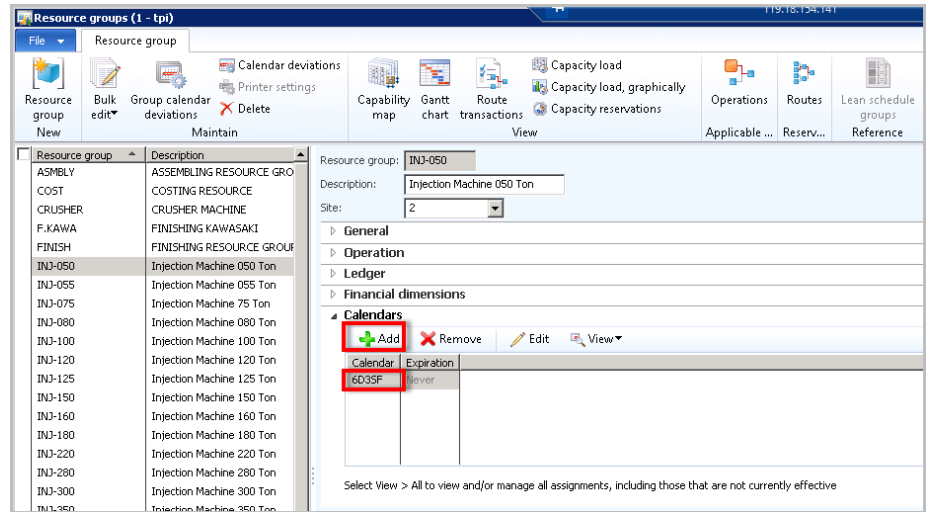 Resource groups (1 - tpi)
119.18.154.141
File
Resource group
Resource group
New
Bulk edit
Group calendar deviations
Calendar deviations
Printer settings
Delete
Maintain
Capability map
Gantt chart
Route transactions
Capacity load
Capacity load, graphically
Capacity reservations
View
Operations
Applicable ...
Routes
Reserv...
Lean schedule groups
Reference
Resource group Description
ASMBLY ASSEMBLING RESOURCE GRO
COST COSTING RESOURCE
CRUSHER CRUSHER MACHINE
F.KAWA FINISHING KAWASAKI
FINISH FINISHING RESOURCE GROUP
INJ-050 Injection Machine 050 Ton
INJ-055 Injection Machine 055 Ton
INJ-075 Injection Machine 75 Ton
INJ-080 Injection Machine 080 Ton
INJ-100 Injection Machine 100 Ton
INJ-120 Injection Machine 120 Ton
INJ-125 Injection Machine 125 Ton
INJ-150 Injection Machine 150 Ton
INJ-160 Injection Machine 160 Ton
INJ-180 Injection Machine 180 Ton
INJ-220 Injection Machine 220 Ton
INJ-280 Injection Machine 280 Ton
INJ-300 Injection Machine 300 Ton
INJ-350 Injection Machine 350 Ton
Resource group: INJ-050
Description: Injection Machine 050 Ton
Site: 2
General
Operation
Ledger
Financial dimensions
Calendars
Add Remove Edit View
Calendar Expiration
6D3SF Never
Select View > All to view and/or manage all assignments, including those that are not currently effective